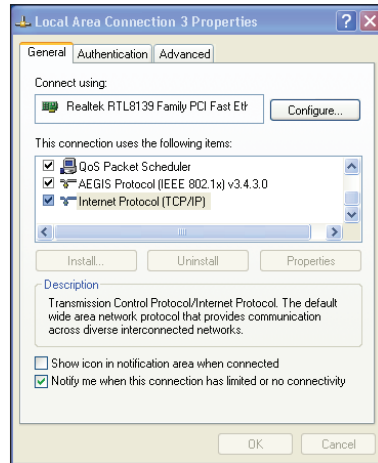 Local Area Connection 3 Properties
General Authentication Advanced
Connect using:
Realtek RTL8139 Family PCI Fast Eth
Configure...
This connection uses the following items:
QoS Packet Scheduler
AEGIS Protocol (IEEE 802.1x) v3.4.3.0
Internet Protocol (TCP/IP)
Install... Uninstall Properties
Description
Transmission Control Protocol/Internet Protocol. The default
wide area network protocol that provides communication
across diverse interconnected networks.
Show icon in notification area when connected
Notify me when this connection has limited or no connectivity
OK Cancel